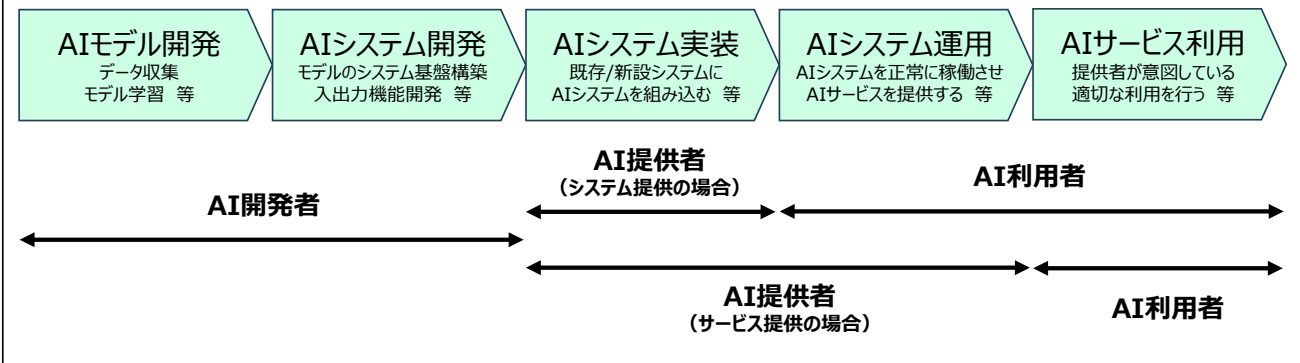 AIモデル開発
データ収集
モデル学習 等
AIシステム開発
モデルのシステム基盤構築
入出力機能開発 等
AIシステム実装
既存/新設システムに
AIシステムを組み込む 等
AIシステム運用
AIシステムを正常に稼働させ
AIサービスを提供する 等
AIサービス利用
提供者が意図している
適切な利用を行う 等
AI提供者
（システム提供の場合）
AI利用者
AI開発者
AI提供者
（サービス提供の場合）
AI利用者